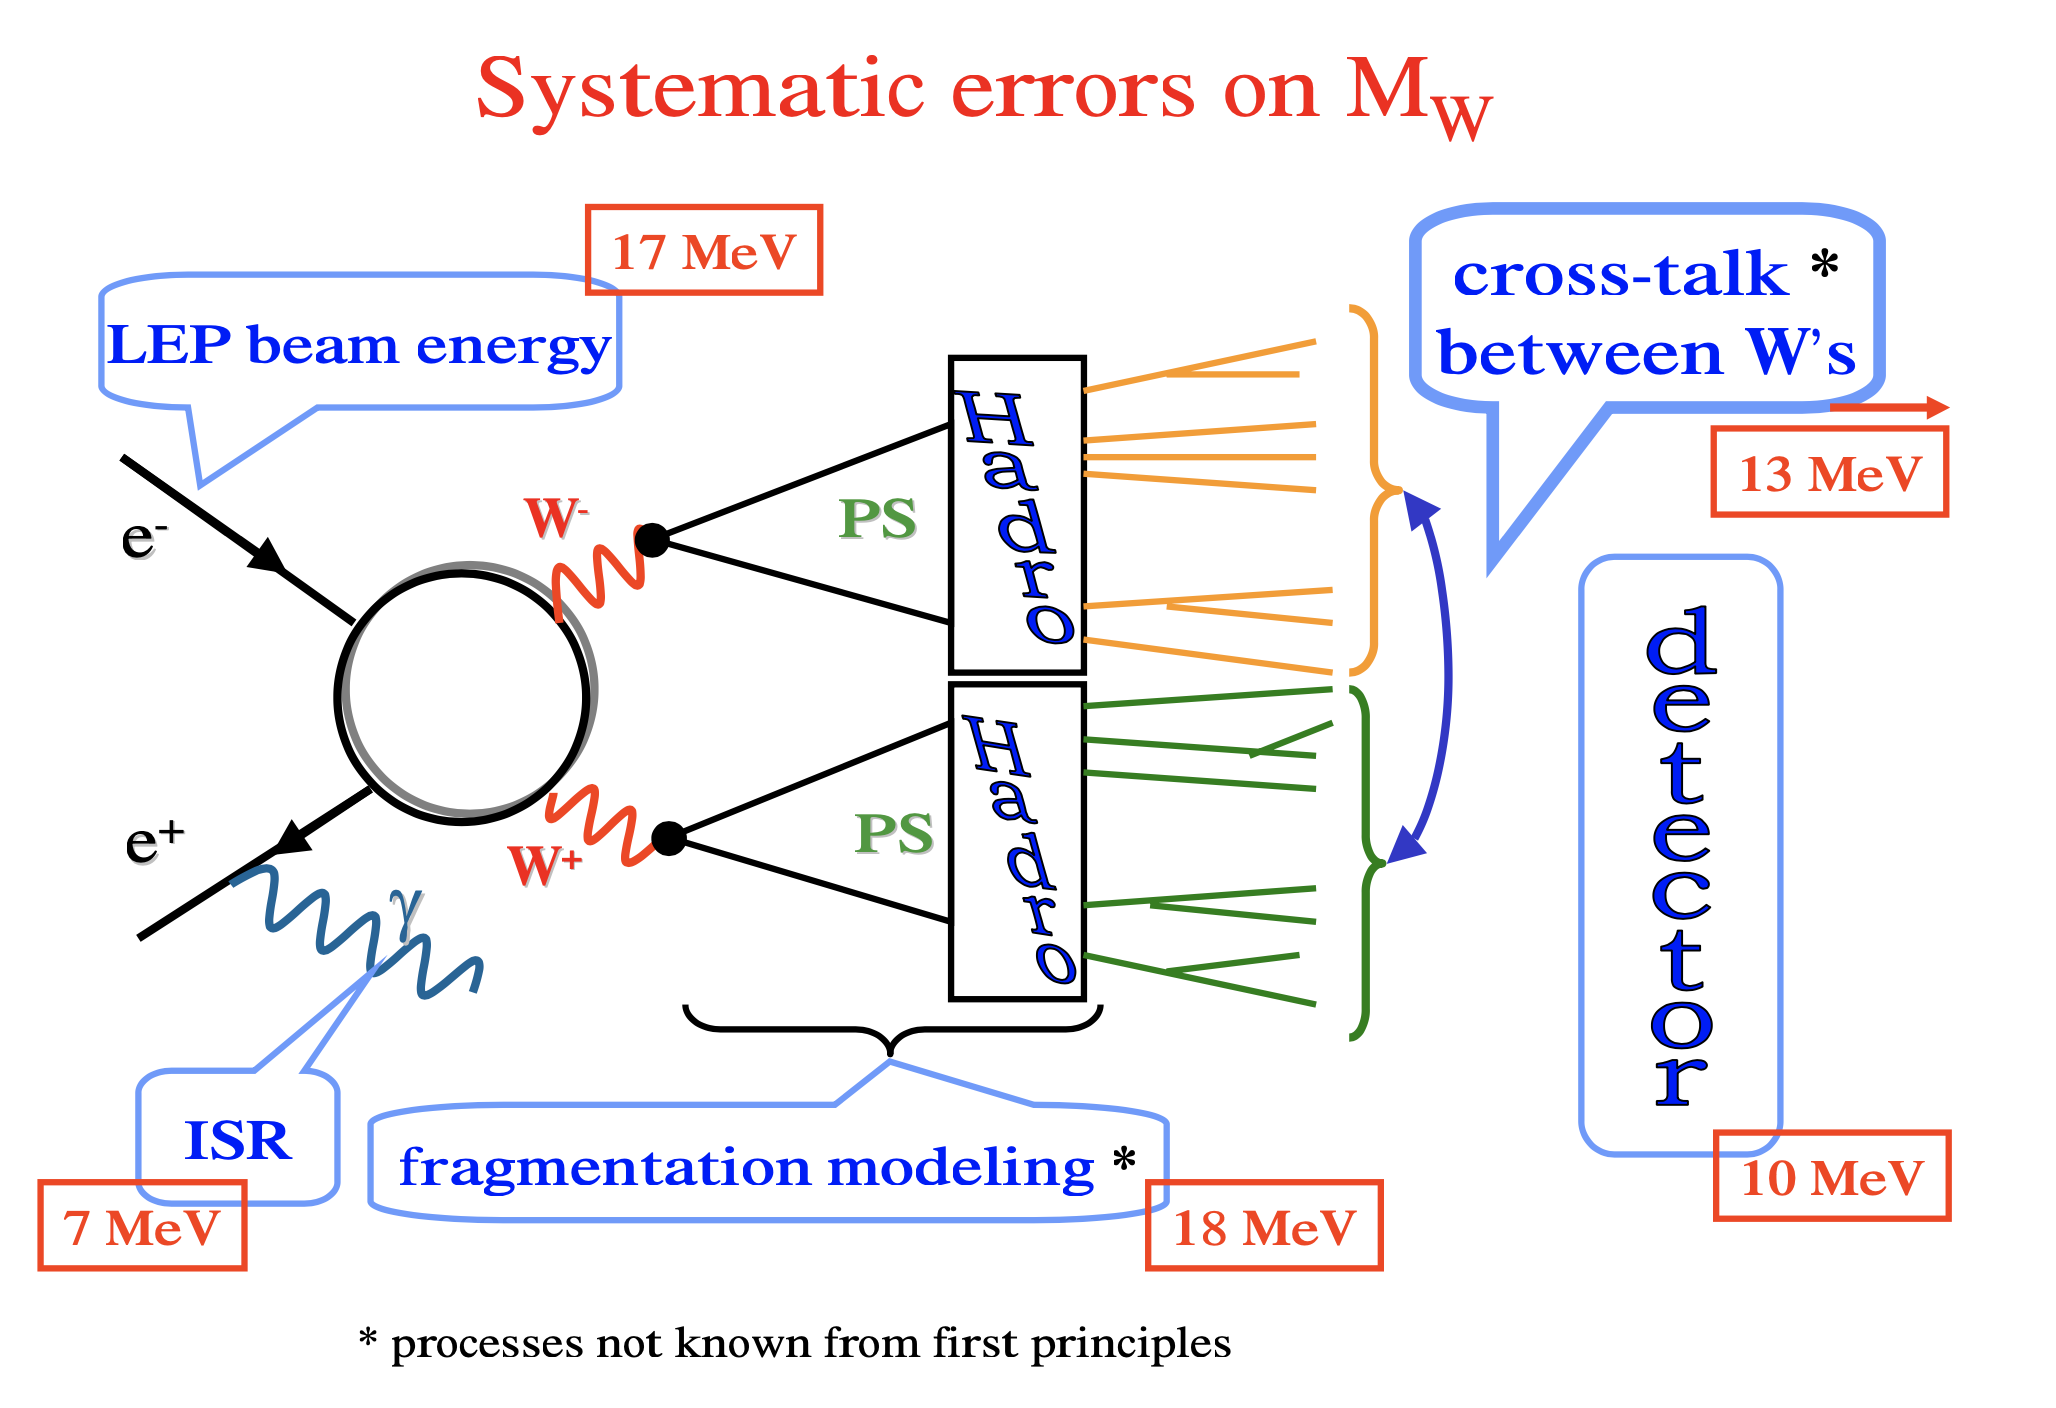 Systematic errors on M_W
17 MeV
LEP beam energy
cross-talk *
between W's
13 MeV
e-
W-
PS
Hadro
e+
W+
PS
Hadro
γ
detector
ISR
7 MeV
fragmentation modeling *
18 MeV
10 MeV
* processes not known from first principles